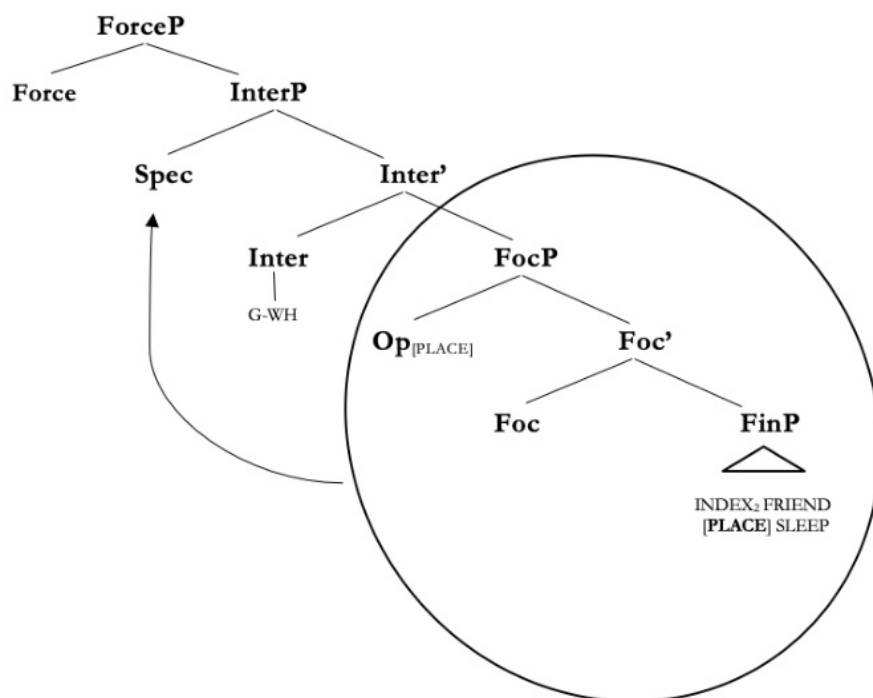 ForceP
Force InterP
Spec Inter’
Inter FocP
G-WH
Op[PLACE] Foc’
Foc FinP
INDEX₂ FRIEND
[PLACE] SLEEP